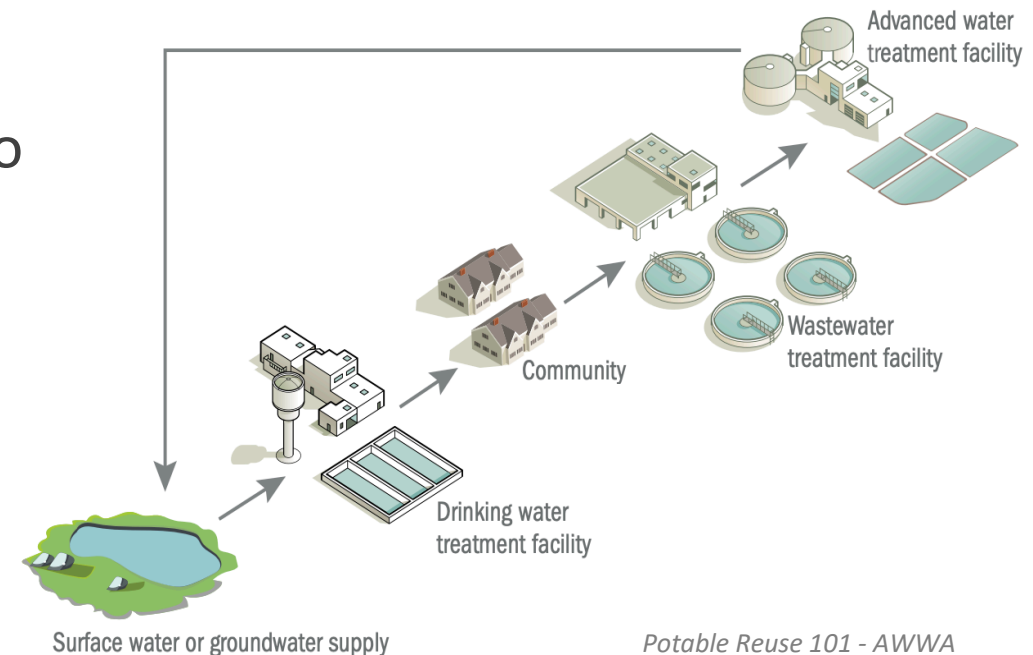 Advanced water
treatment facility
o
Wastewater
treatment facility
Community
Drinking water
treatment facility
Surface water or groundwater supply
Potable Reuse 101 - AWWA